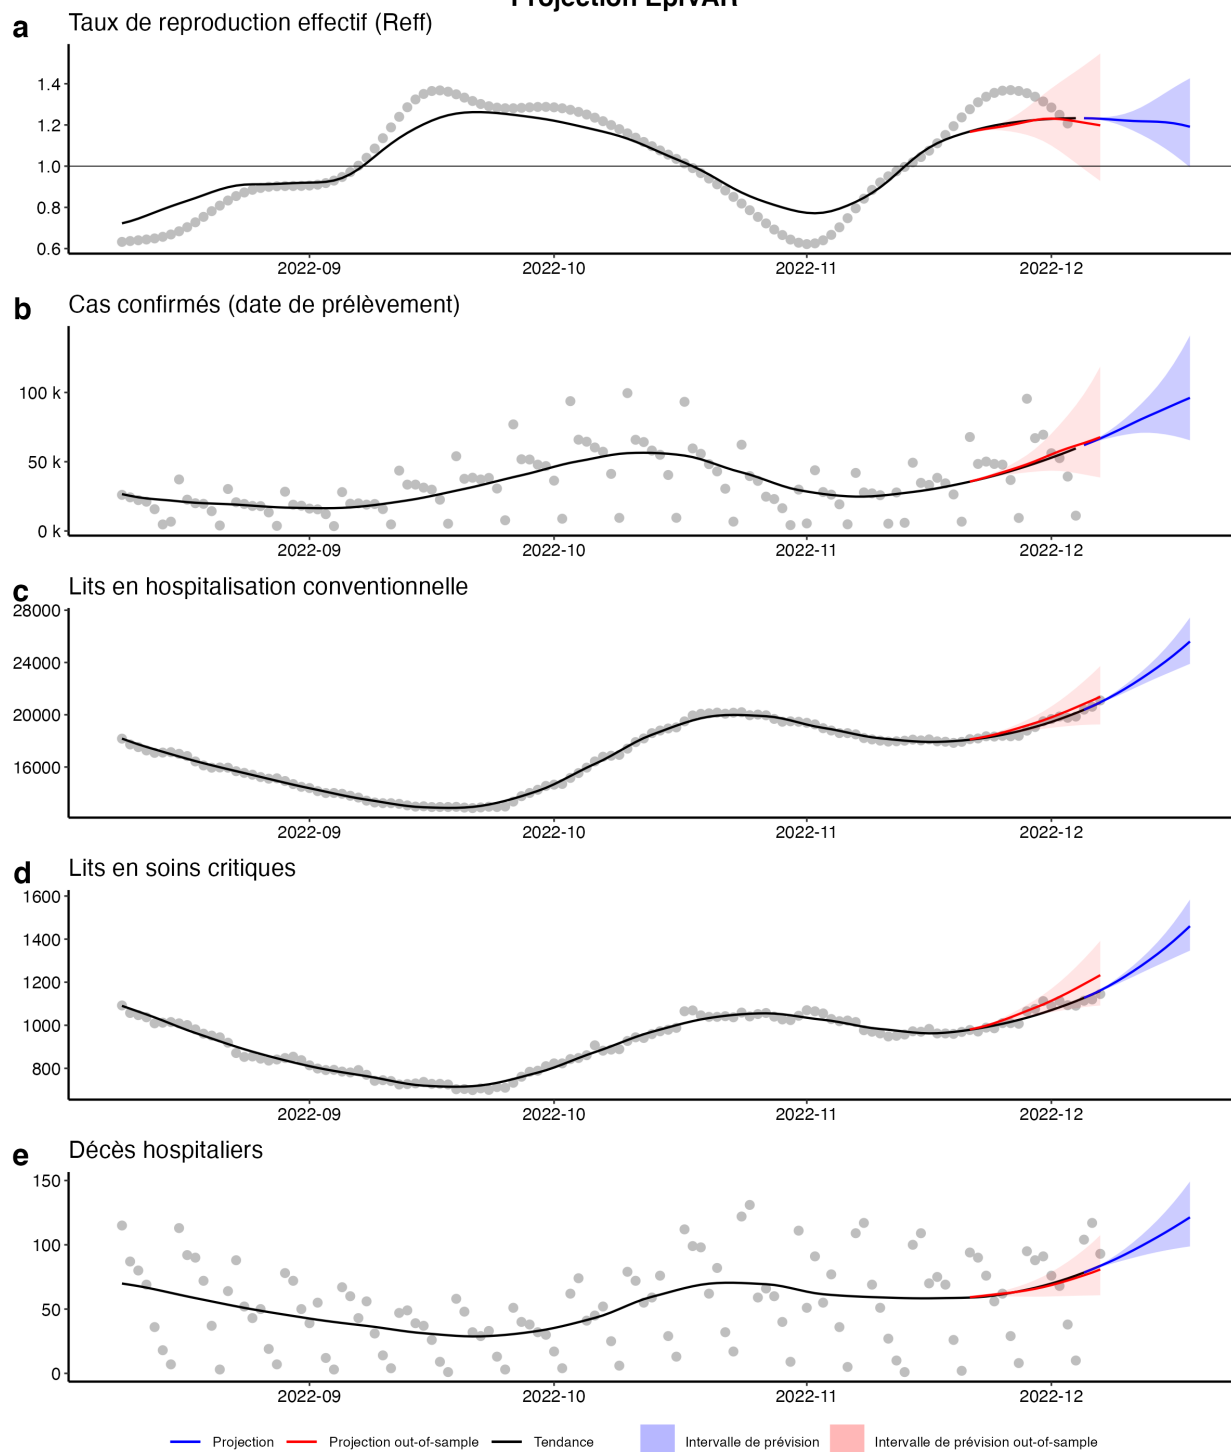 Projection EpiVAR
a Taux de reproduction effectif (Reff)
1.4
1.2
1.0
0.8
0.6
2022-09 2022-10 2022-11 2022-12
b Cas confirmés (date de prélèvement)
100 k
50 k
0 k
2022-09 2022-10 2022-11 2022-12
c Lits en hospitalisation conventionnelle
28000
24000
20000
16000
2022-09 2022-10 2022-11 2022-12
d Lits en soins critiques
1600
1400
1200
1000
800
2022-09 2022-10 2022-11 2022-12
e Décès hospitaliers
150
100
50
0
2022-09 2022-10 2022-11 2022-12
Projection Projection out-of-sample Tendance Intervalle de prévision Intervalle de prévision out-of-sample